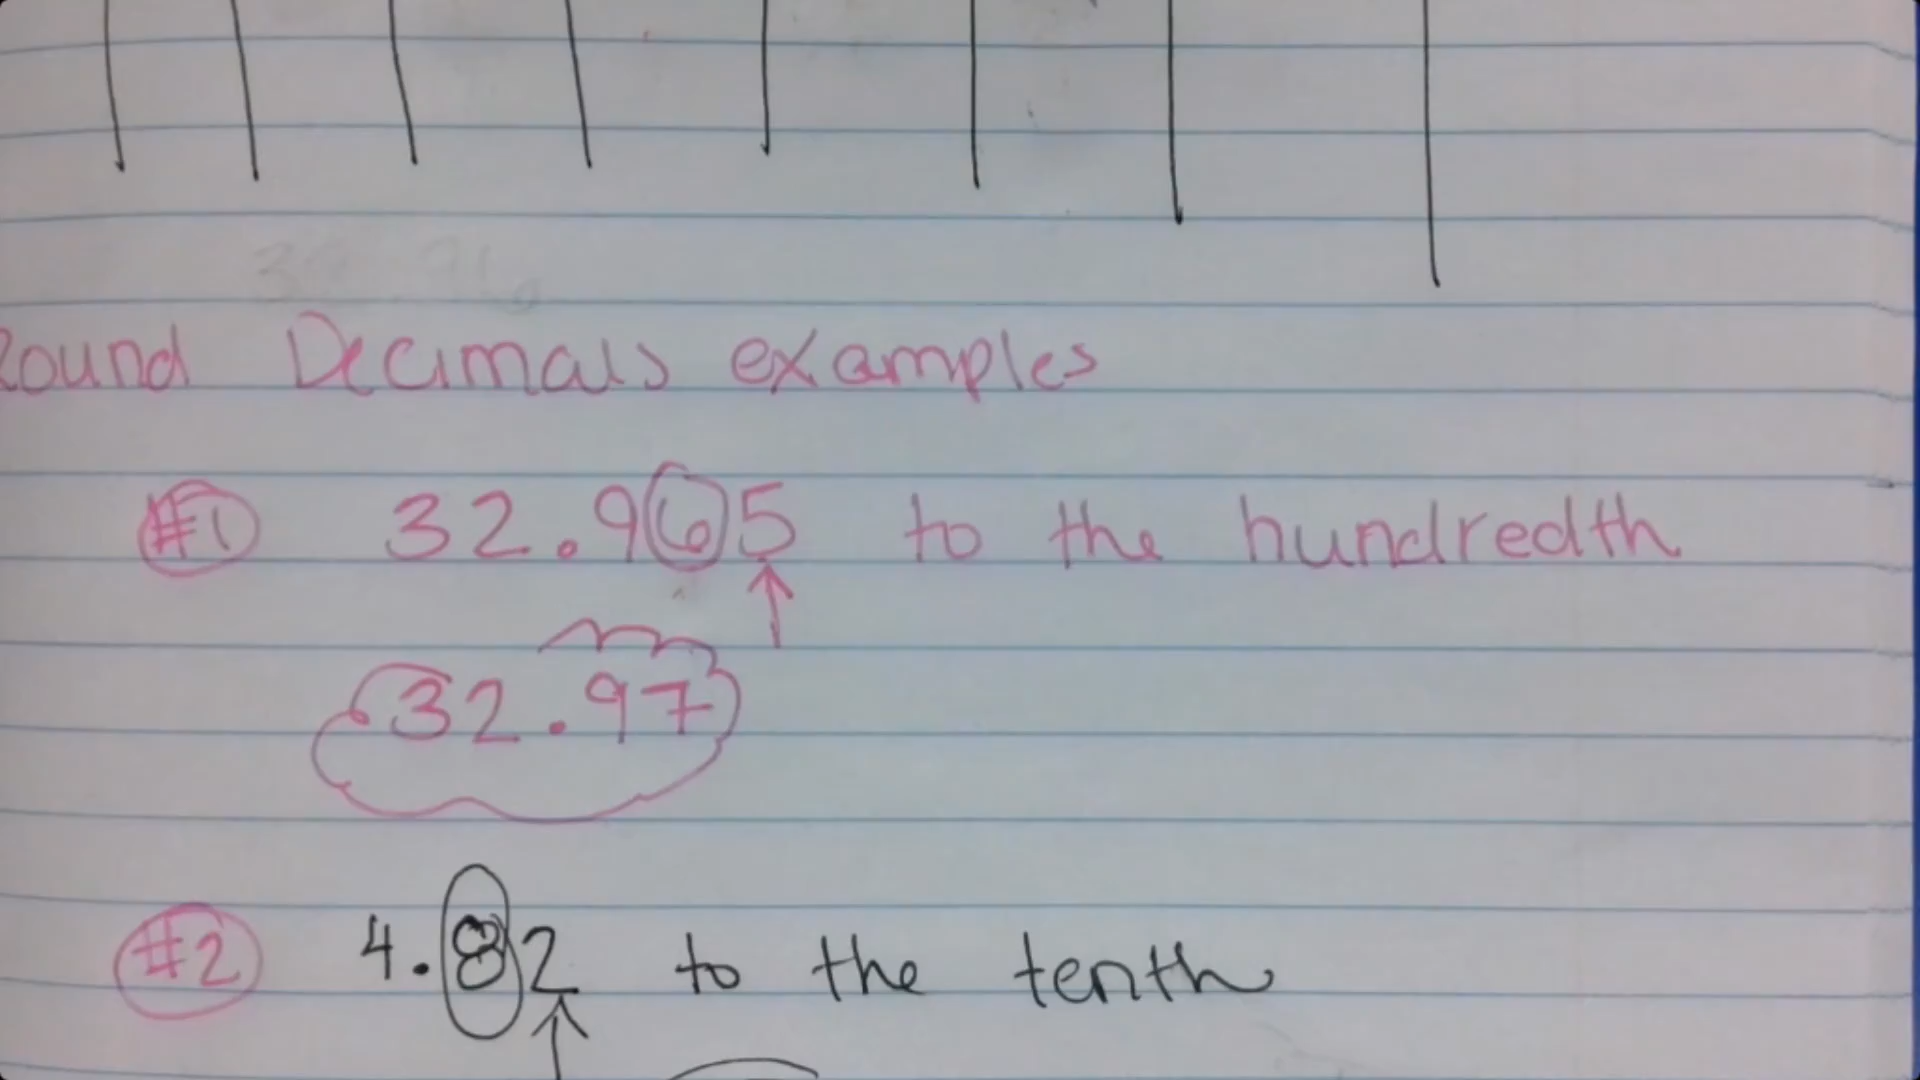 Round Decimals examples
#1 32.965 to the hundredth
32.97
#2 4.82 to the tenth